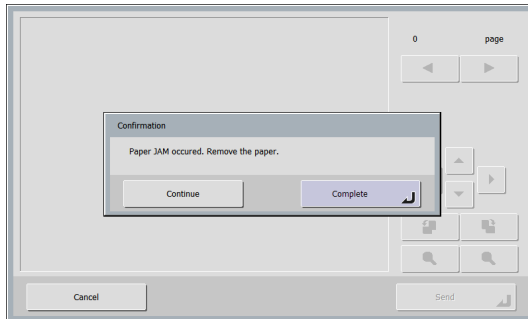 0 page
Confirmation
Paper JAM occured. Remove the paper.
Continue Complete
Cancel Send